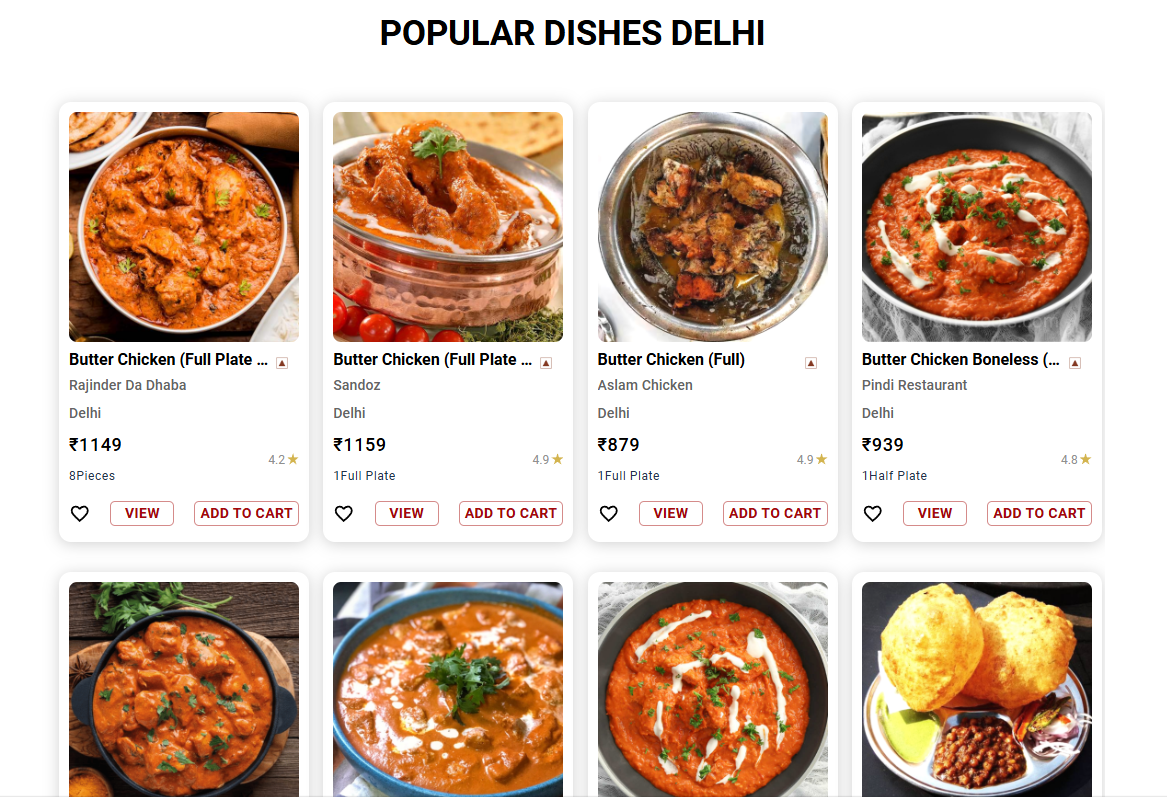 POPULAR DISHES DELHI
Butter Chicken (Full Plate ...
Rajinder Da Dhaba
Delhi
₹1149
4.2
8Pieces
VIEW
ADD TO CART
Butter Chicken (Full Plate ...
Sandoz
Delhi
₹1159
4.9
1Full Plate
VIEW
ADD TO CART
Butter Chicken (Full)
Aslam Chicken
Delhi
₹879
4.9
1Full Plate
VIEW
ADD TO CART
Butter Chicken Boneless (...
Pindi Restaurant
Delhi
₹939
4.8
1Half Plate
VIEW
ADD TO CART